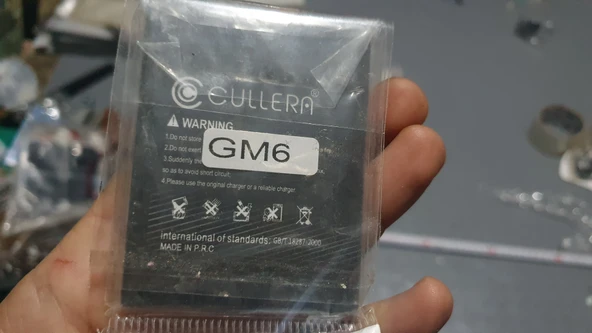 CULLERA®
WARNING
1.Do not store
2.Do not
3.Suddenly the
so as to avoid short circuit.
4.Please use the original charger or a reliable charger
GM6
International of standards: GB/T 18287-2000
MADE IN P.R.C